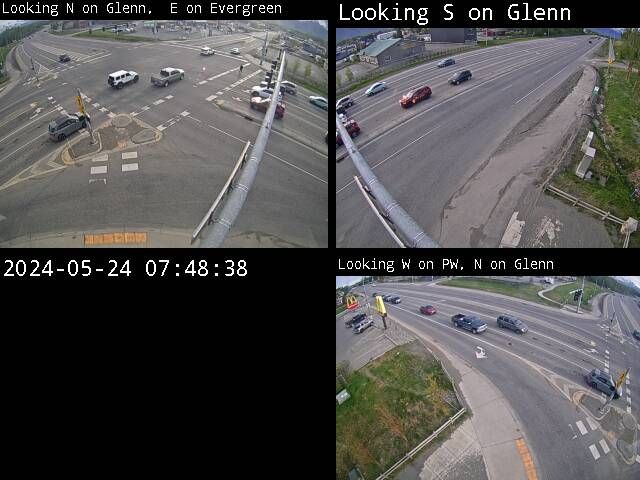 Looking N on Glenn, E on Evergreen
Looking S on Glenn
2024-05-24 07:48:38
Looking W on PW, N on Glenn